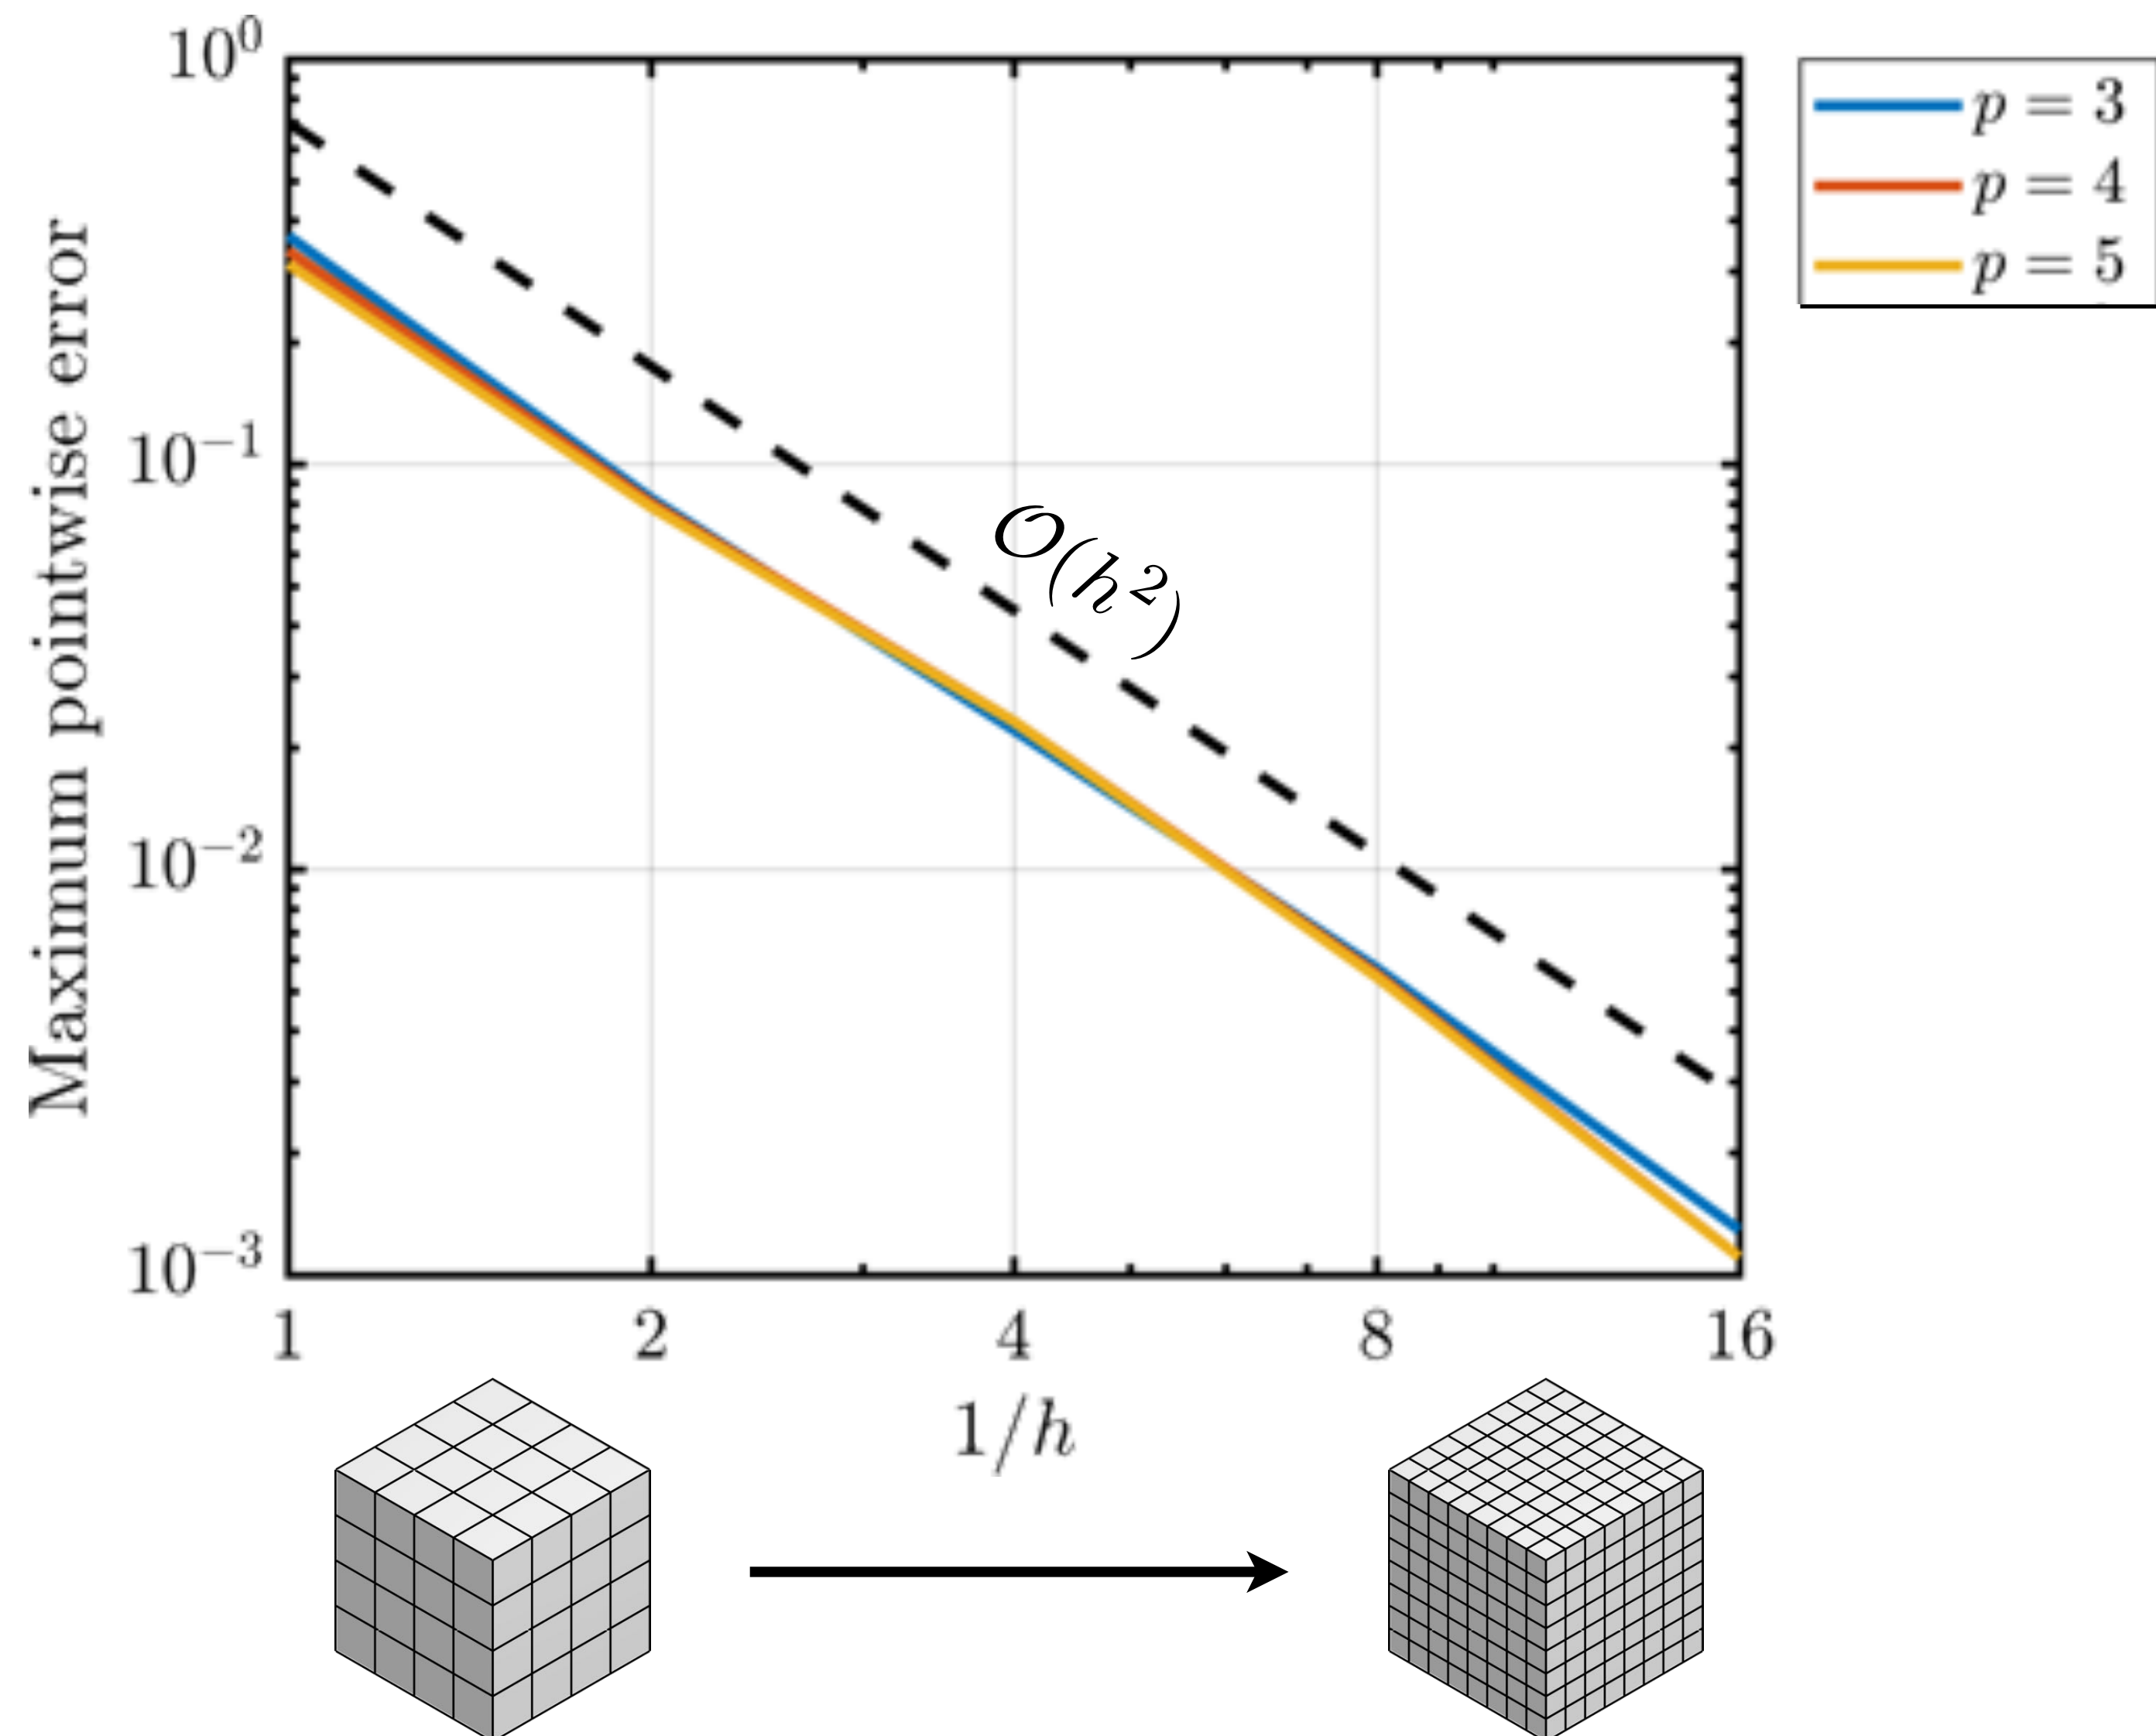 10^0
10^{-1}
10^{-2}
10^{-3}
Maximum pointwise error
𝒪(h^2)
p = 3
p = 4
p = 5
1 2 4 8 16
1/h